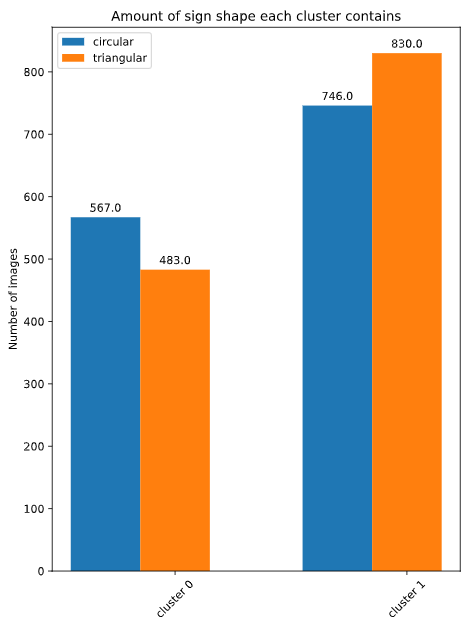 Amount of sign shape each cluster contains
circular
triangular
830.0
800
746.0
700
600
567.0
500
483.0
400
300
200
100
0
Number of images
cluster 0
cluster 1